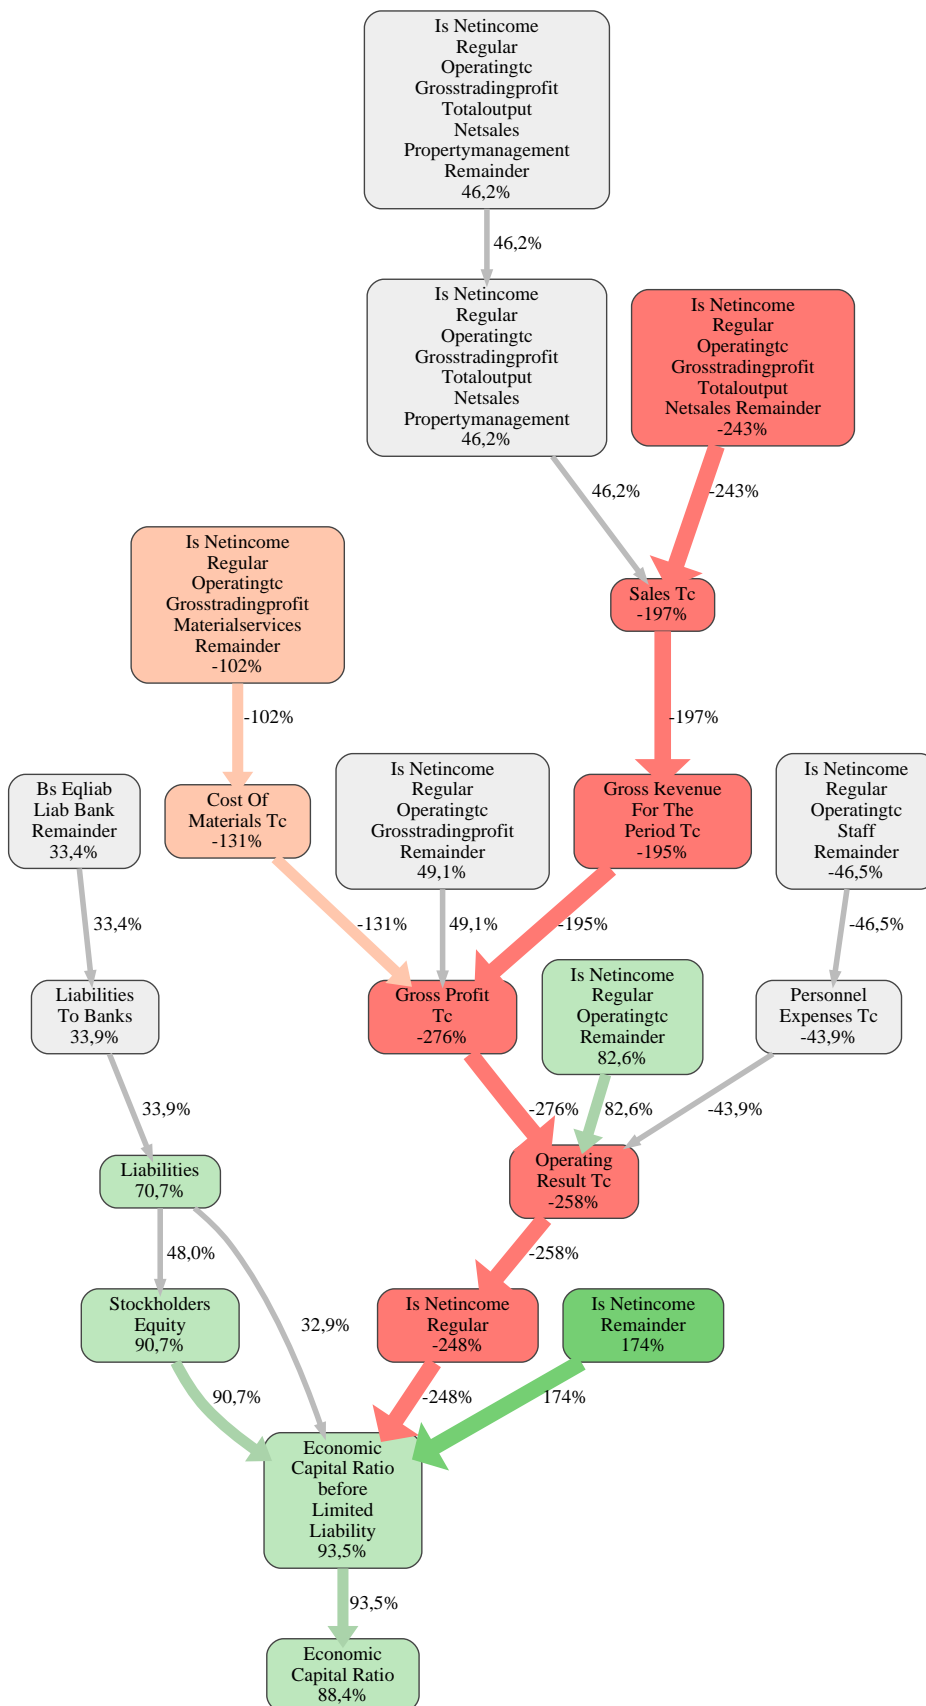 Is Netincome
Regular
Operatingtc
Grosstradingprofit
Totaloutput
Netsales
Propertymanagement
Remainder
46,2%
46,2%
Is Netincome
Regular
Operatingtc
Grosstradingprofit
Totaloutput
Netsales
Propertymanagement
46,2%
Is Netincome
Regular
Operatingtc
Grosstradingprofit
Totaloutput
Netsales Remainder
-243%
46,2%
-243%
Is Netincome
Regular
Operatingtc
Grosstradingprofit
Materialservices
Remainder
-102%
Sales Tc
-197%
-102%
-197%
Bs Eqliab
Liab Bank
Remainder
33,4%
Cost Of
Materials Tc
-131%
Is Netincome
Regular
Operatingtc
Grosstradingprofit
Remainder
49,1%
Gross Revenue
For The
Period Tc
-195%
Is Netincome
Regular
Operatingtc
Staff
Remainder
-46,5%
33,4%
-131%
49,1%
-195%
-46,5%
Liabilities
To Banks
33,9%
Gross Profit
Tc
-276%
Is Netincome
Regular
Operatingtc
Remainder
82,6%
Personnel
Expenses Tc
-43,9%
33,9%
-276%
82,6%
-43,9%
Liabilities
70,7%
Operating
Result Tc
-258%
48,0%
-258%
Stockholders
Equity
90,7%
32,9%
Is Netincome
Regular
-248%
Is Netincome
Remainder
174%
90,7%
-248%
174%
Economic
Capital Ratio
before
Limited
Liability
93,5%
93,5%
Economic
Capital Ratio
88,4%